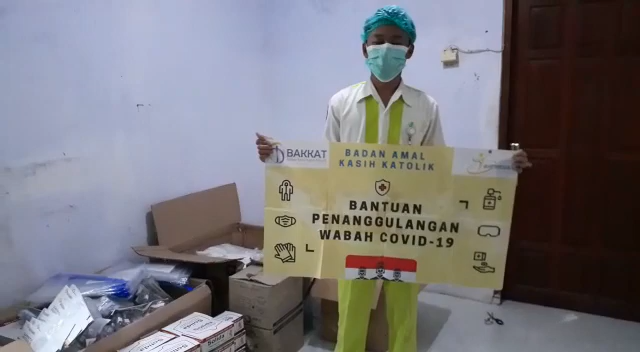 BAKKAT
BADAN AMAL
KASIH KATOLIK
BANTUAN
PENANGGULANGAN
WABAH COVID-19